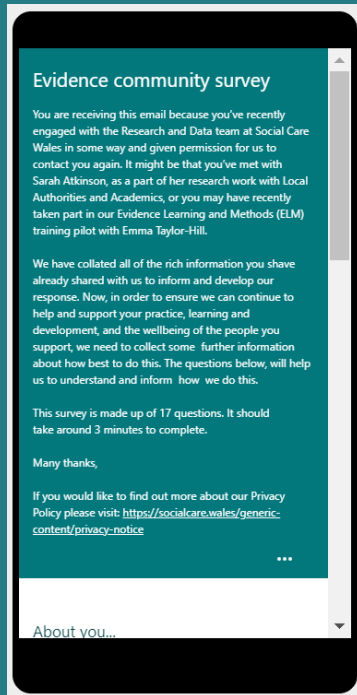 Evidence community survey
You are receiving this email because you've recently
engaged with the Research and Data team at Social Care
Wales in some way and given permission for us to
contact you again. It might be that you've met with
Sarah Atkinson, as a part of her research work with Local
Authorities and Academics, or you may have recently
taken part in our Evidence Learning and Methods (ELM)
training pilot with Emma Taylor-Hill.
We have collated all of the rich information you shave
already shared with us to inform and develop our
response. Now, in order to ensure we can continue to
help and support your practice, learning and
development, and the wellbeing of the people you
support, we need to collect some further information
about how best to do this. The questions below, will help
us to understand and inform how we do this.
This survey is made up of 17 questions. It should
take around 3 minutes to complete.
Many thanks,
If you would like to find out more about our Privacy
Policy please visit: https://socialcare.wales/generic-
content/privacy-notice
...
About you...